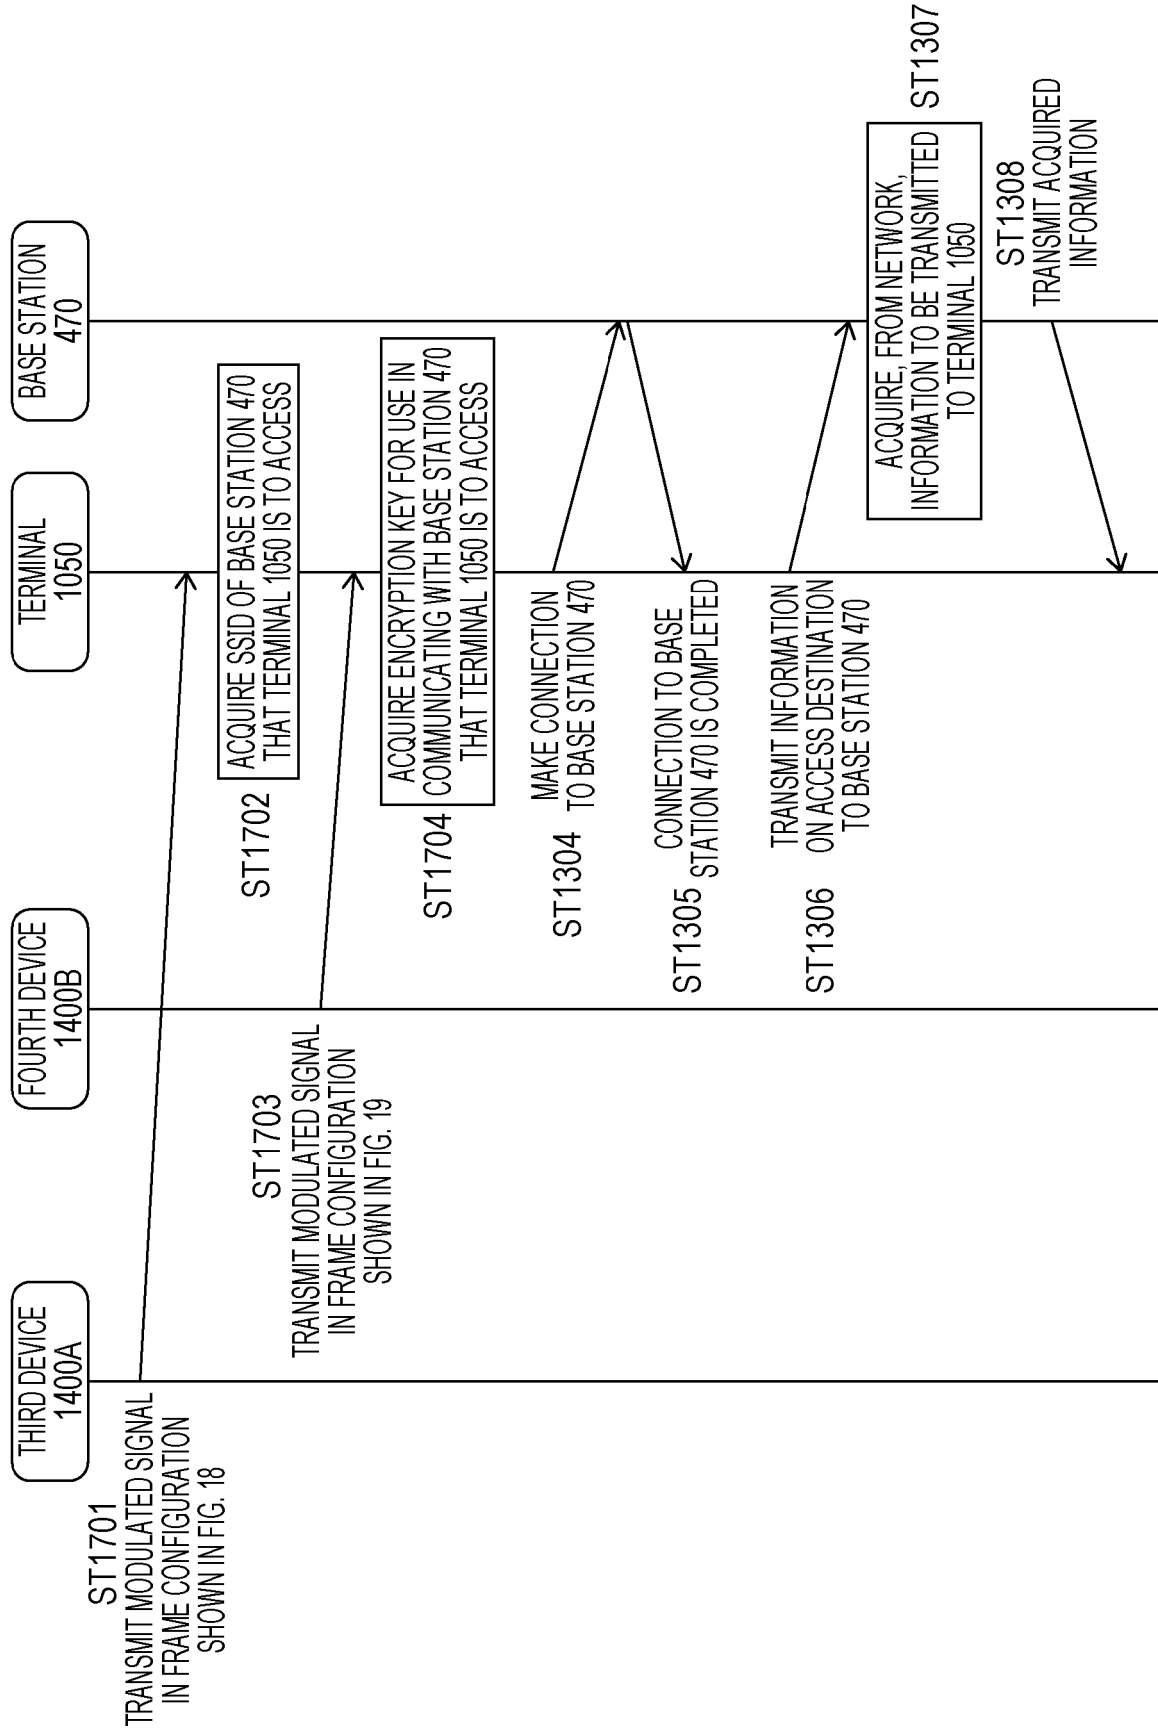 THIRD DEVICE
1400A
FOURTH DEVICE
1400B
TERMINAL
1050
BASE STATION
470
ST1701
TRANSMIT MODULATED SIGNAL
IN FRAME CONFIGURATION
SHOWN IN FIG. 18
ST1702
ACQUIRE SSID OF BASE STATION 470
THAT TERMINAL 1050 IS TO ACCESS
ST1703
TRANSMIT MODULATED SIGNAL
IN FRAME CONFIGURATION
SHOWN IN FIG. 19
ST1704
ACQUIRE ENCRYPTION KEY FOR USE IN
COMMUNICATING WITH BASE STATION 470
THAT TERMINAL 1050 IS TO ACCESS
ST1304
MAKE CONNECTION
TO BASE STATION 470
ST1305
CONNECTION TO BASE
STATION 470 IS COMPLETED
ST1306
TRANSMIT INFORMATION
ON ACCESS DESTINATION
TO BASE STATION 470
ACQUIRE, FROM NETWORK,
INFORMATION TO BE TRANSMITTED
TO TERMINAL 1050
ST1307
ST1308
TRANSMIT ACQUIRED
INFORMATION